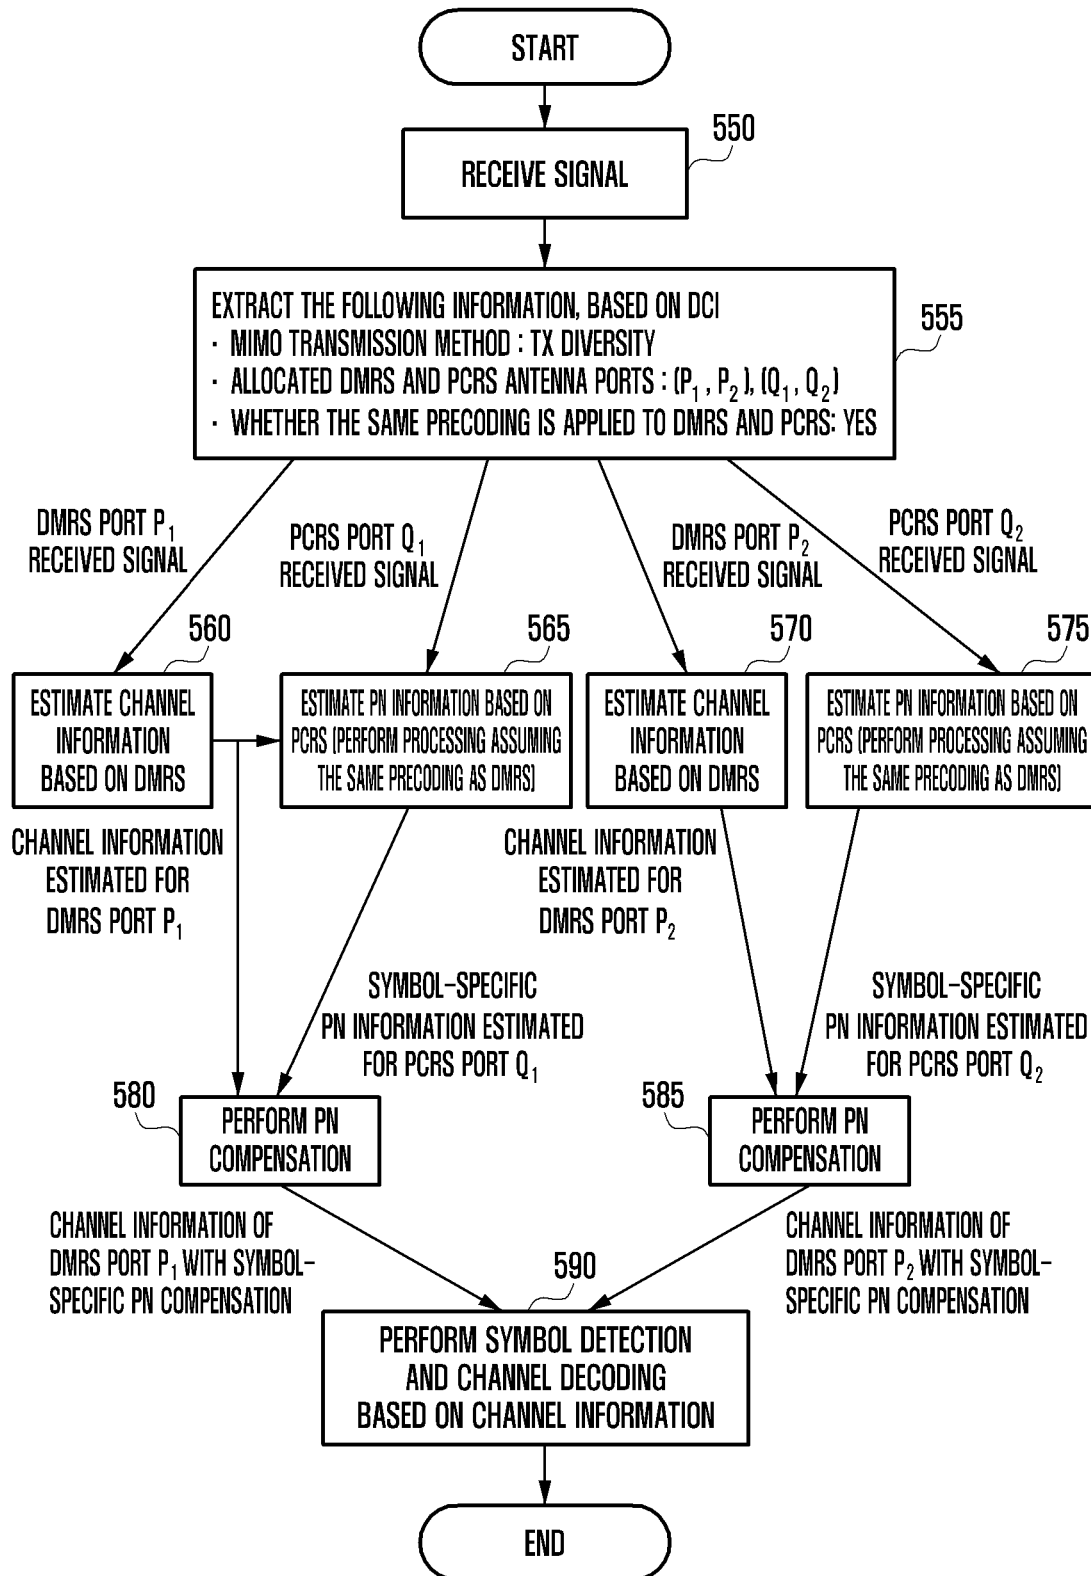 START
550
RECEIVE SIGNAL
EXTRACT THE FOLLOWING INFORMATION, BASED ON DCI
· MIMO TRANSMISSION METHOD : TX DIVERSITY
· ALLOCATED DMRS AND PCRS ANTENNA PORTS : (P₁ , P₂), (Q₁, Q₂)
· WHETHER THE SAME PRECODING IS APPLIED TO DMRS AND PCRS: YES
555
DMRS PORT P₁
RECEIVED SIGNAL
PCRS PORT Q₁
RECEIVED SIGNAL
DMRS PORT P₂
RECEIVED SIGNAL
PCRS PORT Q₂
RECEIVED SIGNAL
560
565
570
575
ESTIMATE CHANNEL
INFORMATION
BASED ON DMRS
ESTIMATE PN INFORMATION BASED ON
PCRS (PERFORM PROCESSING ASSUMING
THE SAME PRECODING AS DMRS)
ESTIMATE CHANNEL
INFORMATION
BASED ON DMRS
ESTIMATE PN INFORMATION BASED ON
PCRS (PERFORM PROCESSING ASSUMING
THE SAME PRECODING AS DMRS)
CHANNEL INFORMATION
ESTIMATED FOR
DMRS PORT P₁
CHANNEL INFORMATION
ESTIMATED FOR
DMRS PORT P₂
SYMBOL-SPECIFIC
PN INFORMATION ESTIMATED
FOR PCRS PORT Q₁
SYMBOL-SPECIFIC
PN INFORMATION ESTIMATED
FOR PCRS PORT Q₂
580
PERFORM PN
COMPENSATION
585
PERFORM PN
COMPENSATION
CHANNEL INFORMATION OF
DMRS PORT P₁ WITH SYMBOL-
SPECIFIC PN COMPENSATION
CHANNEL INFORMATION OF
DMRS PORT P₂ WITH SYMBOL-
SPECIFIC PN COMPENSATION
590
PERFORM SYMBOL DETECTION
AND CHANNEL DECODING
BASED ON CHANNEL INFORMATION
END